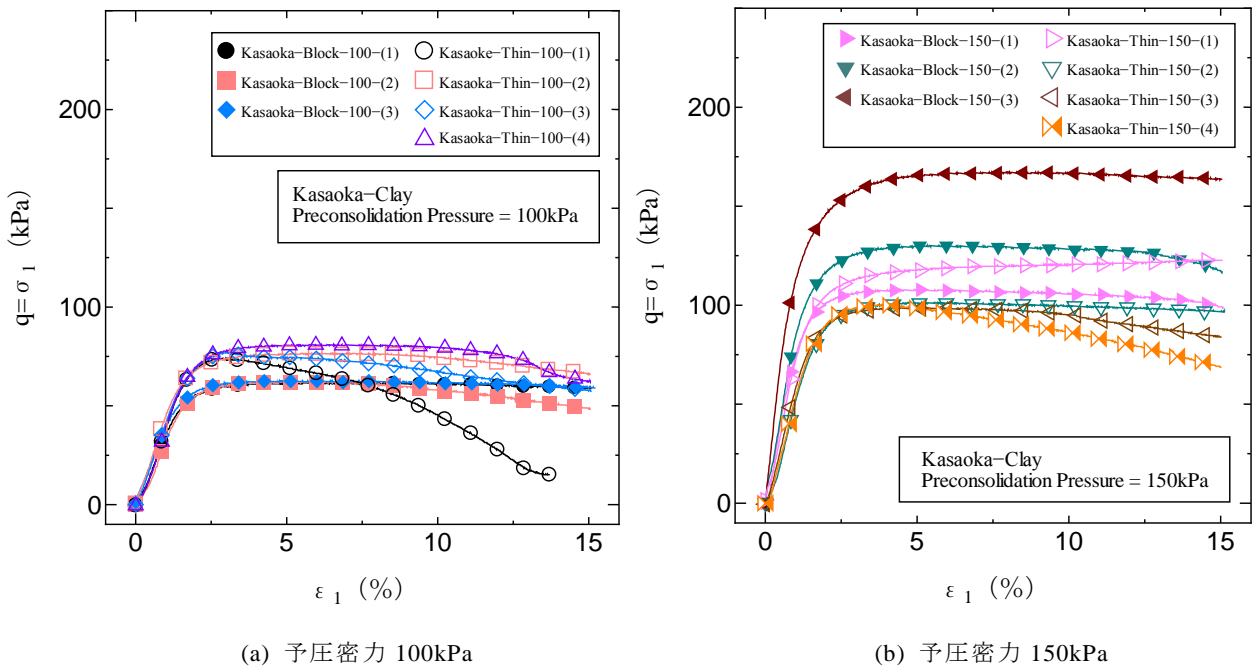 Kasaoka-Block-100-(1)
Kasaoke-Thin-100-(1)
Kasaoka-Block-100-(2)
Kasaoka-Thin-100-(2)
Kasaoka-Block-100-(3)
Kasaoka-Thin-100-(3)
Kasaoka-Thin-100-(4)
Kasaoka-Clay
Preconsolidation Pressure = 100kPa
200
100
0
q=σ 1 (kPa)
0 5 10 15
ε 1 (%)
(a) 予圧密力 100kPa
Kasaoka-Block-150-(1)
Kasaoka-Thin-150-(1)
Kasaoka-Block-150-(2)
Kasaoka-Thin-150-(2)
Kasaoka-Block-150-(3)
Kasaoka-Thin-150-(3)
Kasaoka-Thin-150-(4)
200
100
0
q=σ 1 (kPa)
Kasaoka-Clay
Preconsolidation Pressure = 150kPa
0 5 10 15
ε 1 (%)
(b) 予圧密力 150kPa